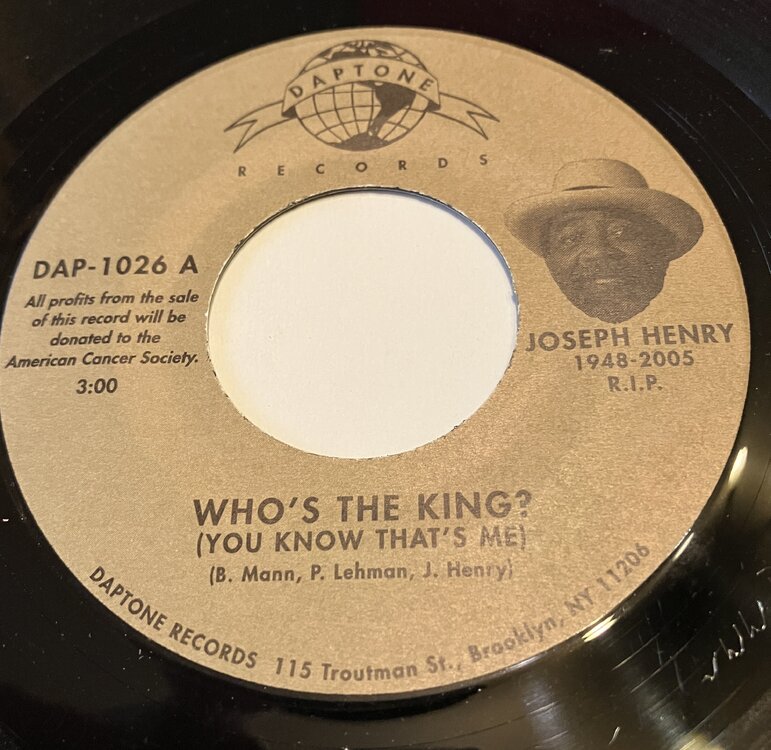 DAPTONE
RECORDS
DAP-1026 A
All profits from the sale
of this record will be
donated to the
American Cancer Society.
3:00
JOSEPH HENRY
1948-2005
R.I.P.
WHO'S THE KING?
(YOU KNOW THAT'S ME)
(B. Mann, P. Lehman, J. Henry)
DAPTONE RECORDS 115 Troutman St., Brooklyn, NY 11206